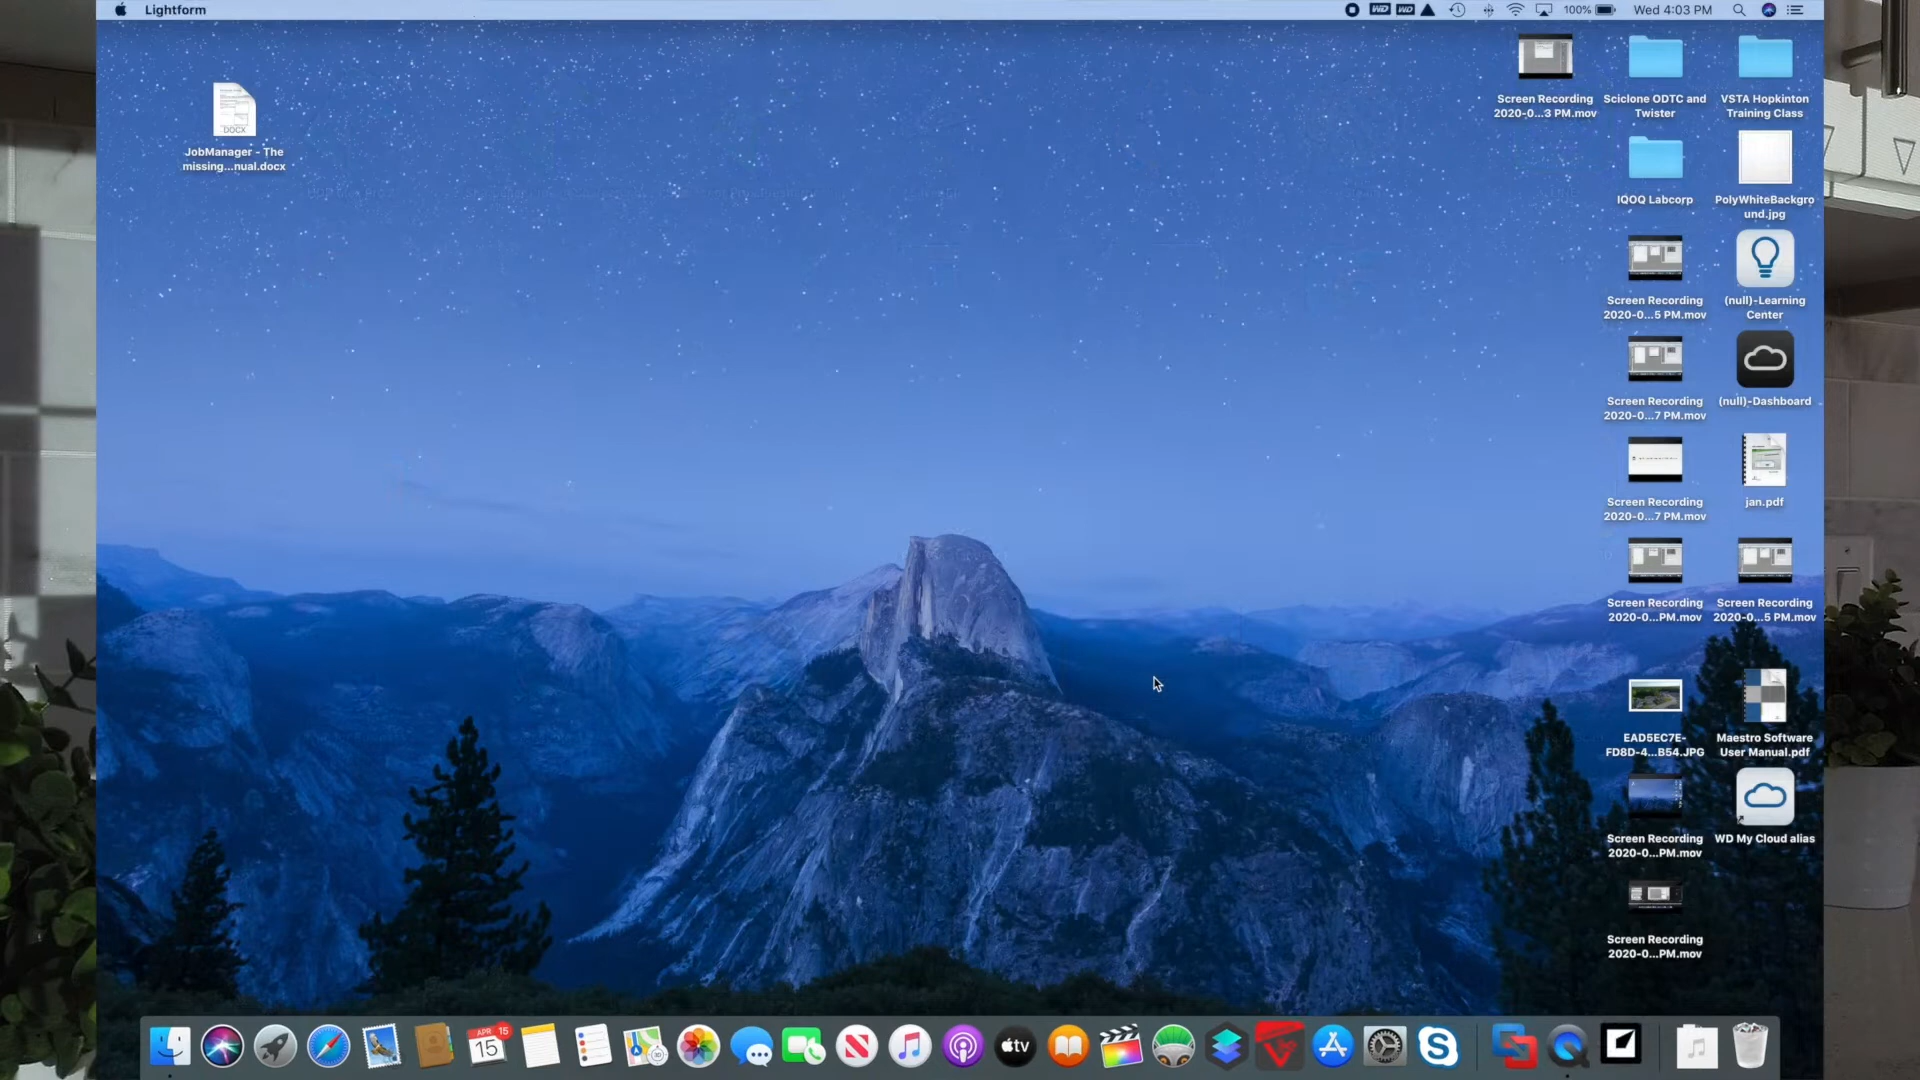 Lightform
WD
WD
100%
Wed 4:03 PM
DOCX
JobManager - The
missing...nual.docx
Screen Recording
2020-0...3 PM.mov
Sciclone ODTC and
Twister
VSTA Hopkinton
Training Class
IQOQ Labcorp
PolyWhiteBackgro
und.jpg
Screen Recording
2020-0...5 PM.mov
(null)-Learning
Center
Screen Recording
2020-0...7 PM.mov
(null)-Dashboard
Screen Recording
2020-0...7 PM.mov
jan.pdf
Screen Recording
2020-0...PM.mov
Screen Recording
2020-0...5 PM.mov
EAD5EC7E-
FD8D-4...B54.JPG
Maestro Software
User Manual.pdf
Screen Recording
2020-0...PM.mov
WD My Cloud alias
Screen Recording
2020-0...PM.mov
APR
15
15
tv